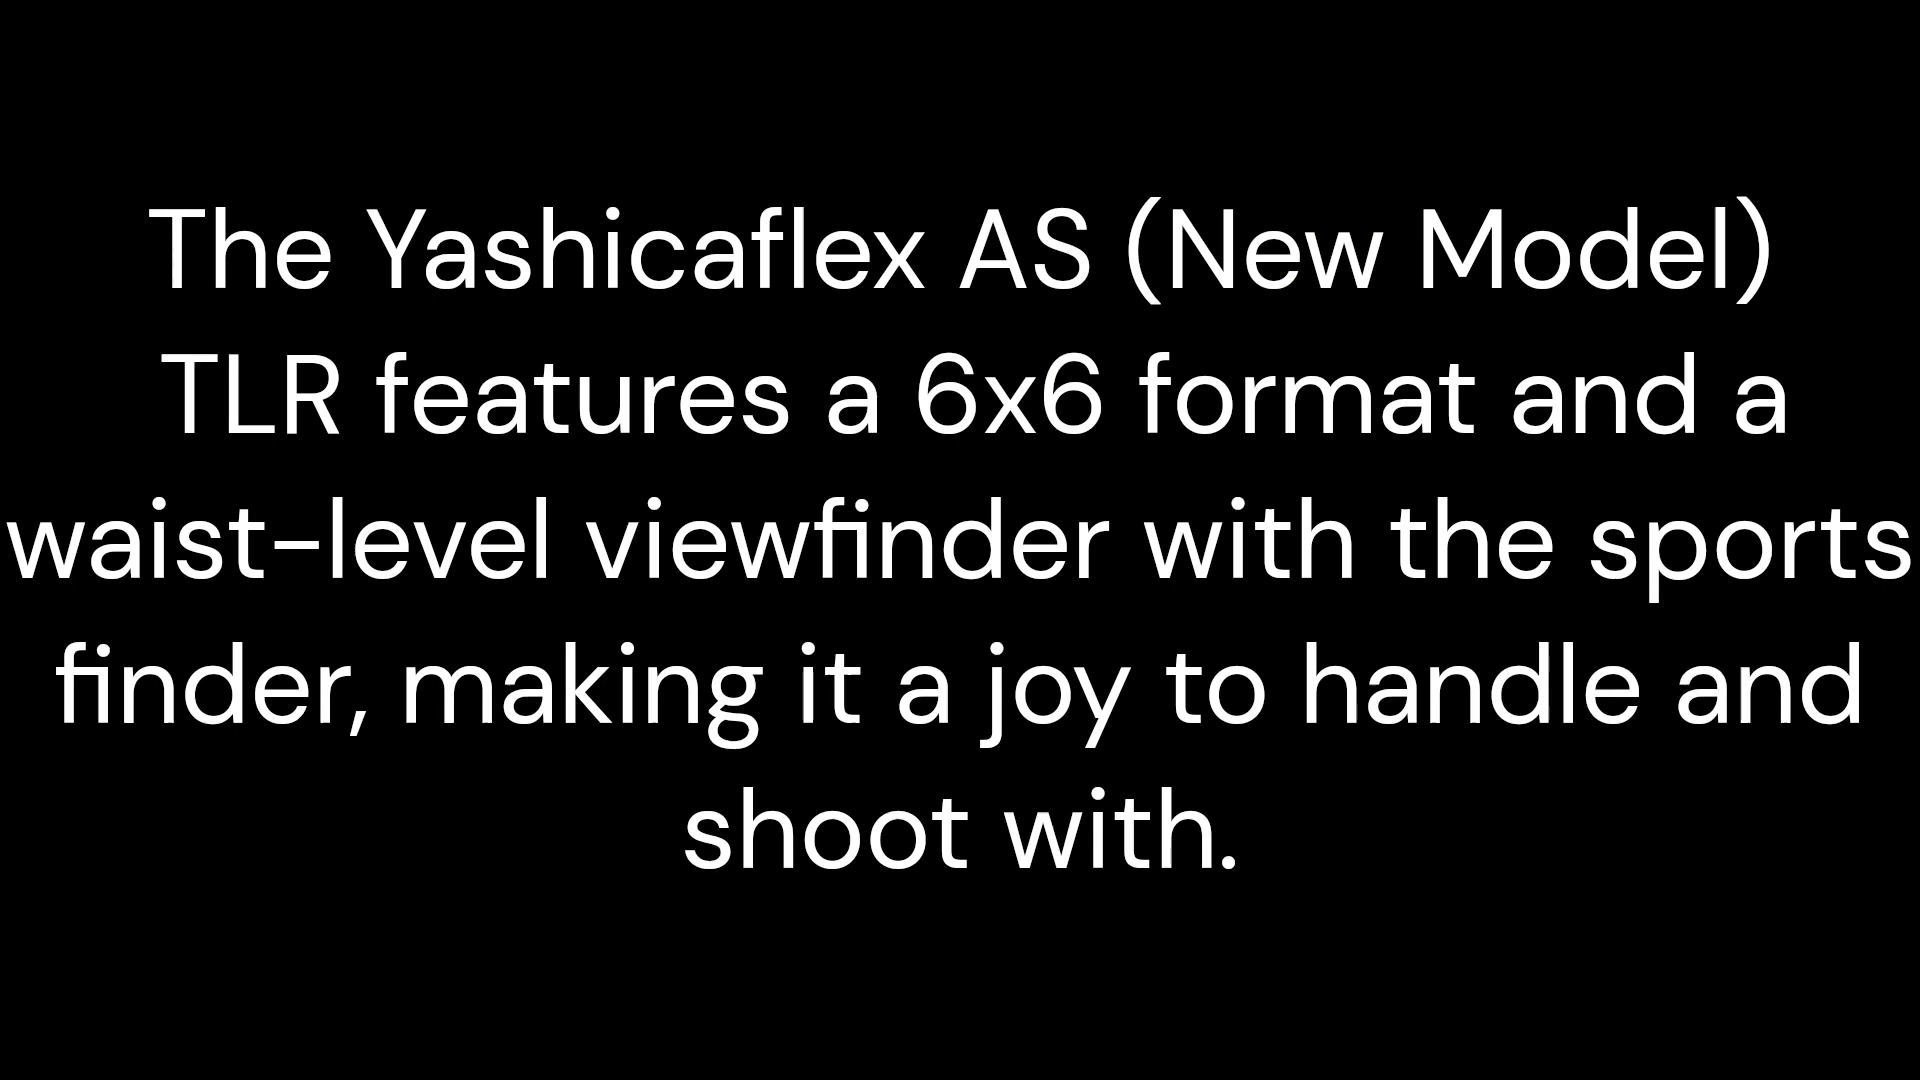 The Yashicaflex AS (New Model)
TLR features a 6x6 format and a
waist-level viewfinder with the sports
finder, making it a joy to handle and
shoot with.